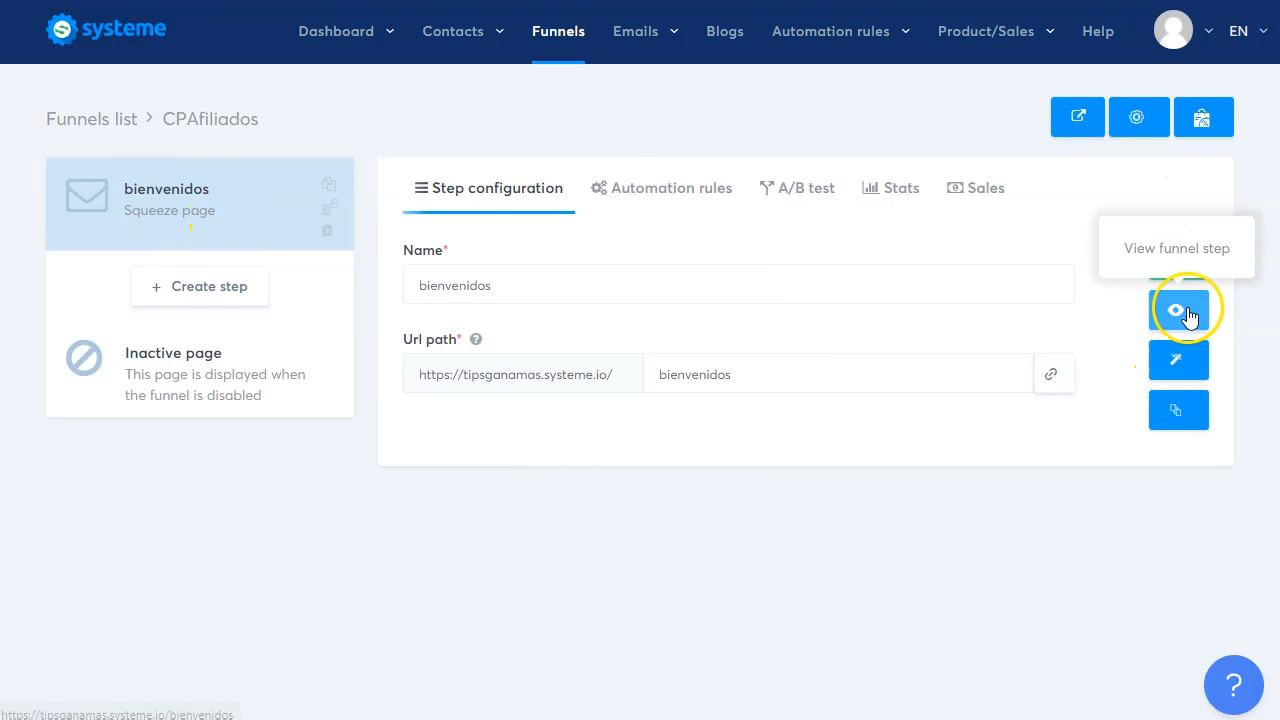 systeme
Dashboard
Contacts
Funnels
Emails
Blogs
Automation rules
Product/Sales
Help
EN
Funnels list > CPAfiliados
bienvenidos
Squeeze page
+ Create step
Inactive page
This page is displayed when
the funnel is disabled
Step configuration
Automation rules
A/B test
Stats
Sales
Name*
bienvenidos
Url path* ?
https://tipsganamas.systeme.io/
bienvenidos
View funnel step
?
https://tipsganamas.systeme.io/bienvenidos